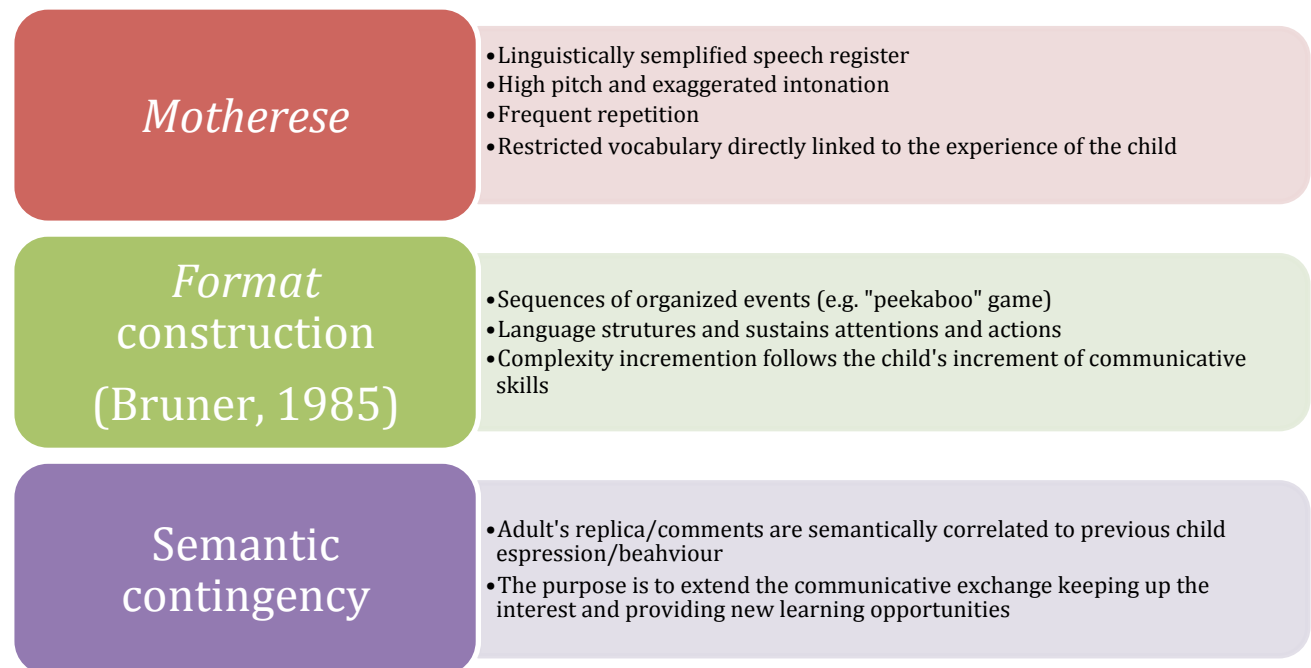 Motherese
•Linguistically semplified speech register
•High pitch and exaggerated intonation
•Frequent repetition
•Restricted vocabulary directly linked to the experience of the child
Format
construction
(Bruner, 1985)
•Sequences of organized events (e.g. "peekaboo" game)
•Language strutures and sustains attentions and actions
•Complexity incremention follows the child's increment of communicative
skills
Semantic
contingency
•Adult's replica/comments are semantically correlated to previous child
espression/beahviour
•The purpose is to extend the communicative exchange keeping up the
interest and providing new learning opportunities